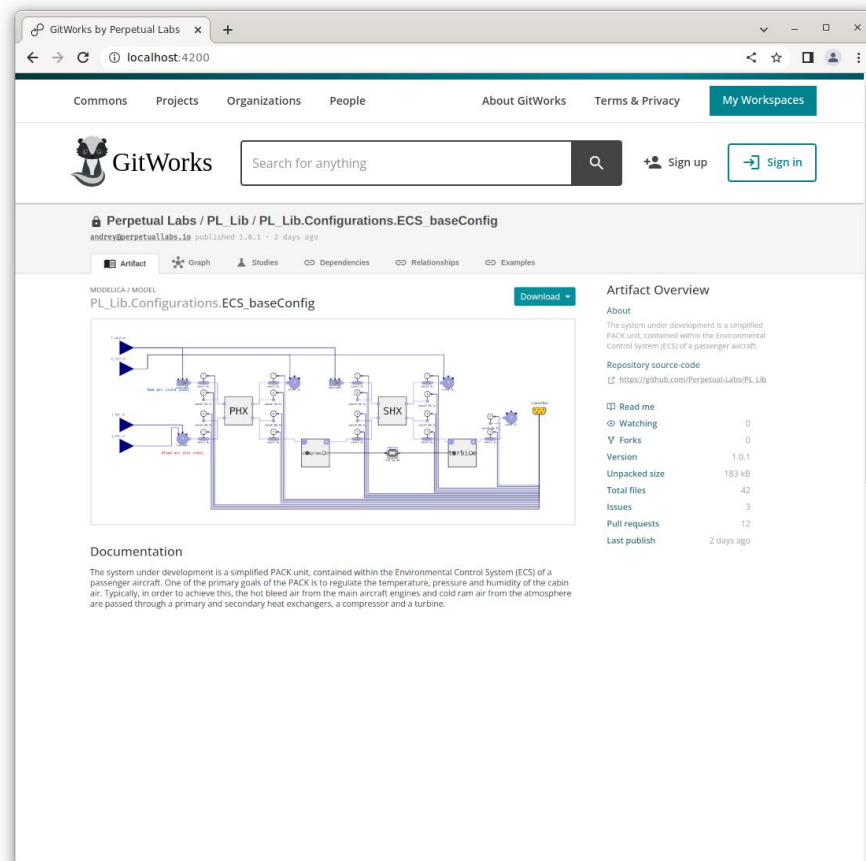 GitWorks by Perpetual Labs
localhost:4200
Commons Projects Organizations People About GitWorks Terms & Privacy My Workspaces
GitWorks Search for anything Sign up Sign in
Perpetual Labs / PL_Lib / PL_Lib.Configurations.ECS_baseConfig
andrey@perpetuallabs.io published 1.0.1 · 2 days ago
Artifact Graph Studies Dependencies Relationships Examples
MODELICA / MODEL
PL_Lib.Configurations.ECS_baseConfig
Download
Ram air (cold side)
PHX
SHX
Bleed air (hot side)
Documentation
The system under development is a simplified PACK unit, contained within the Environmental Control System (ECS) of a
passenger aircraft. One of the primary goals of the PACK is to regulate the temperature, pressure and humidity of the cabin
air. Typically, in order to achieve this, the hot bleed air from the main aircraft engines and cold ram air from the atmosphere
are passed through a primary and secondary heat exchangers, a compressor and a turbine.
Artifact Overview
About
The system under development is a simplified
PACK unit, contained within the Environmental
Control System (ECS) of a passenger aircraft.
Repository source-code
https://github.com/Perpetual-Labs/PL_Lib
Read me
Watching 0
Forks 0
Version 1.0.1
Unpacked size 183 kB
Total files 42
Issues 3
Pull requests 12
Last publish 2 days ago